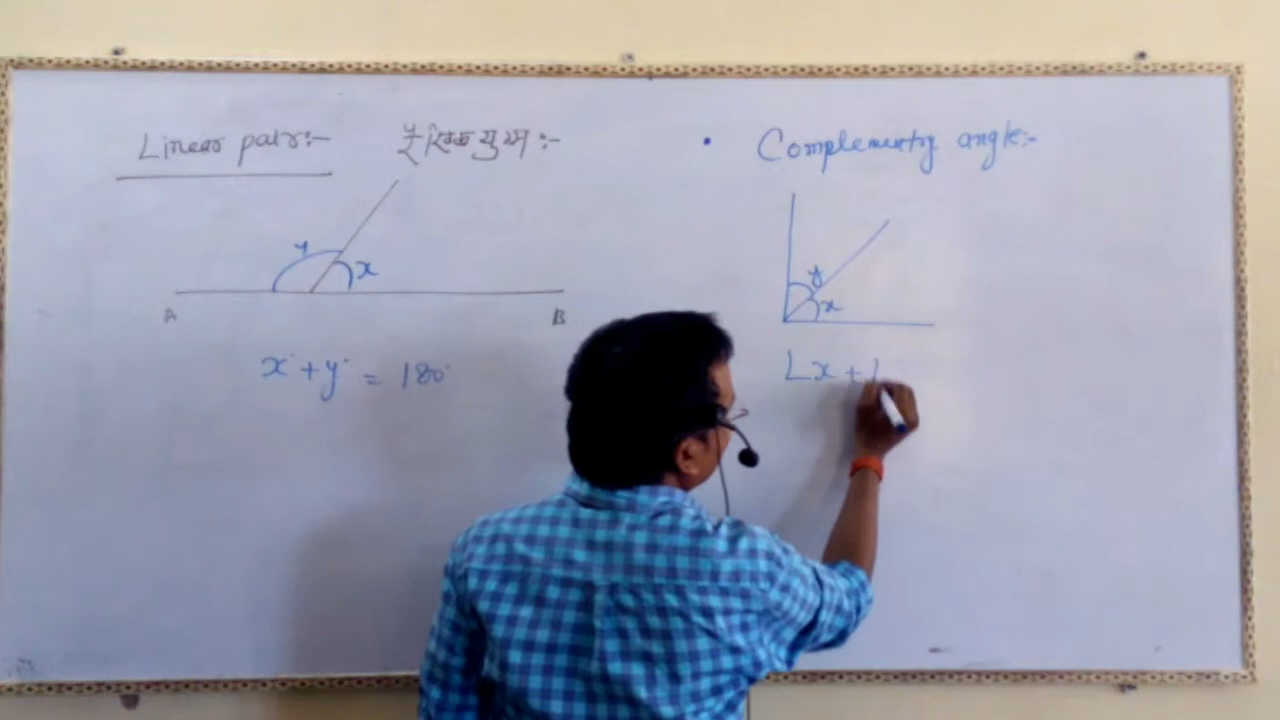 Linear pair:-
रैखिक युग्म:-
y
x
A
B
x° + y° = 180°
• Complementry angle:-
y
x
∠x + ∠